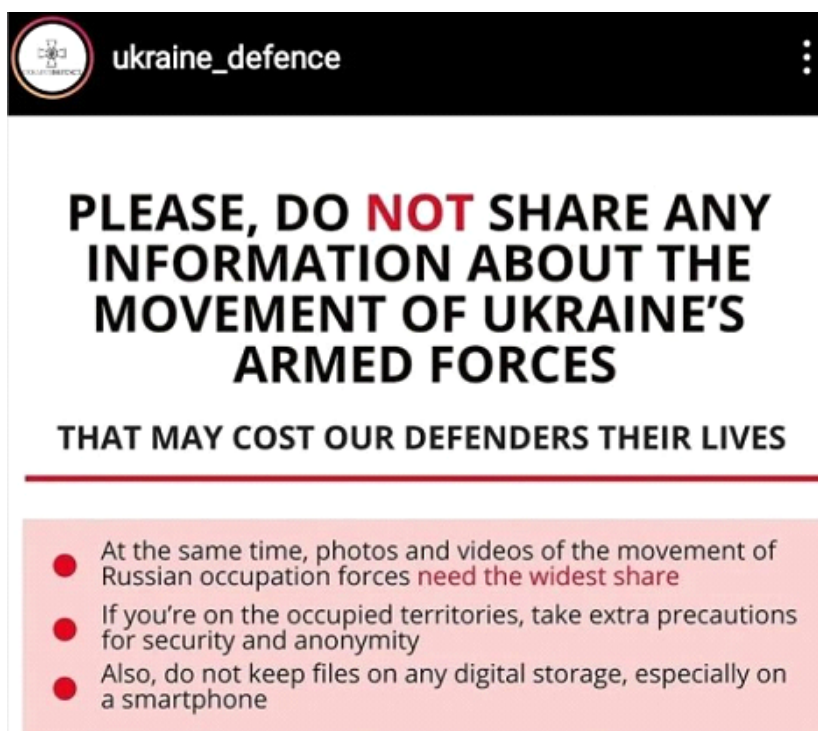 ukraine_defence
PLEASE, DO NOT SHARE ANY
INFORMATION ABOUT THE
MOVEMENT OF UKRAINE'S
ARMED FORCES
THAT MAY COST OUR DEFENDERS THEIR LIVES
At the same time, photos and videos of the movement of
Russian occupation forces need the widest share
If you're on the occupied territories, take extra precautions
for security and anonymity
Also, do not keep files on any digital storage, especially on
a smartphone